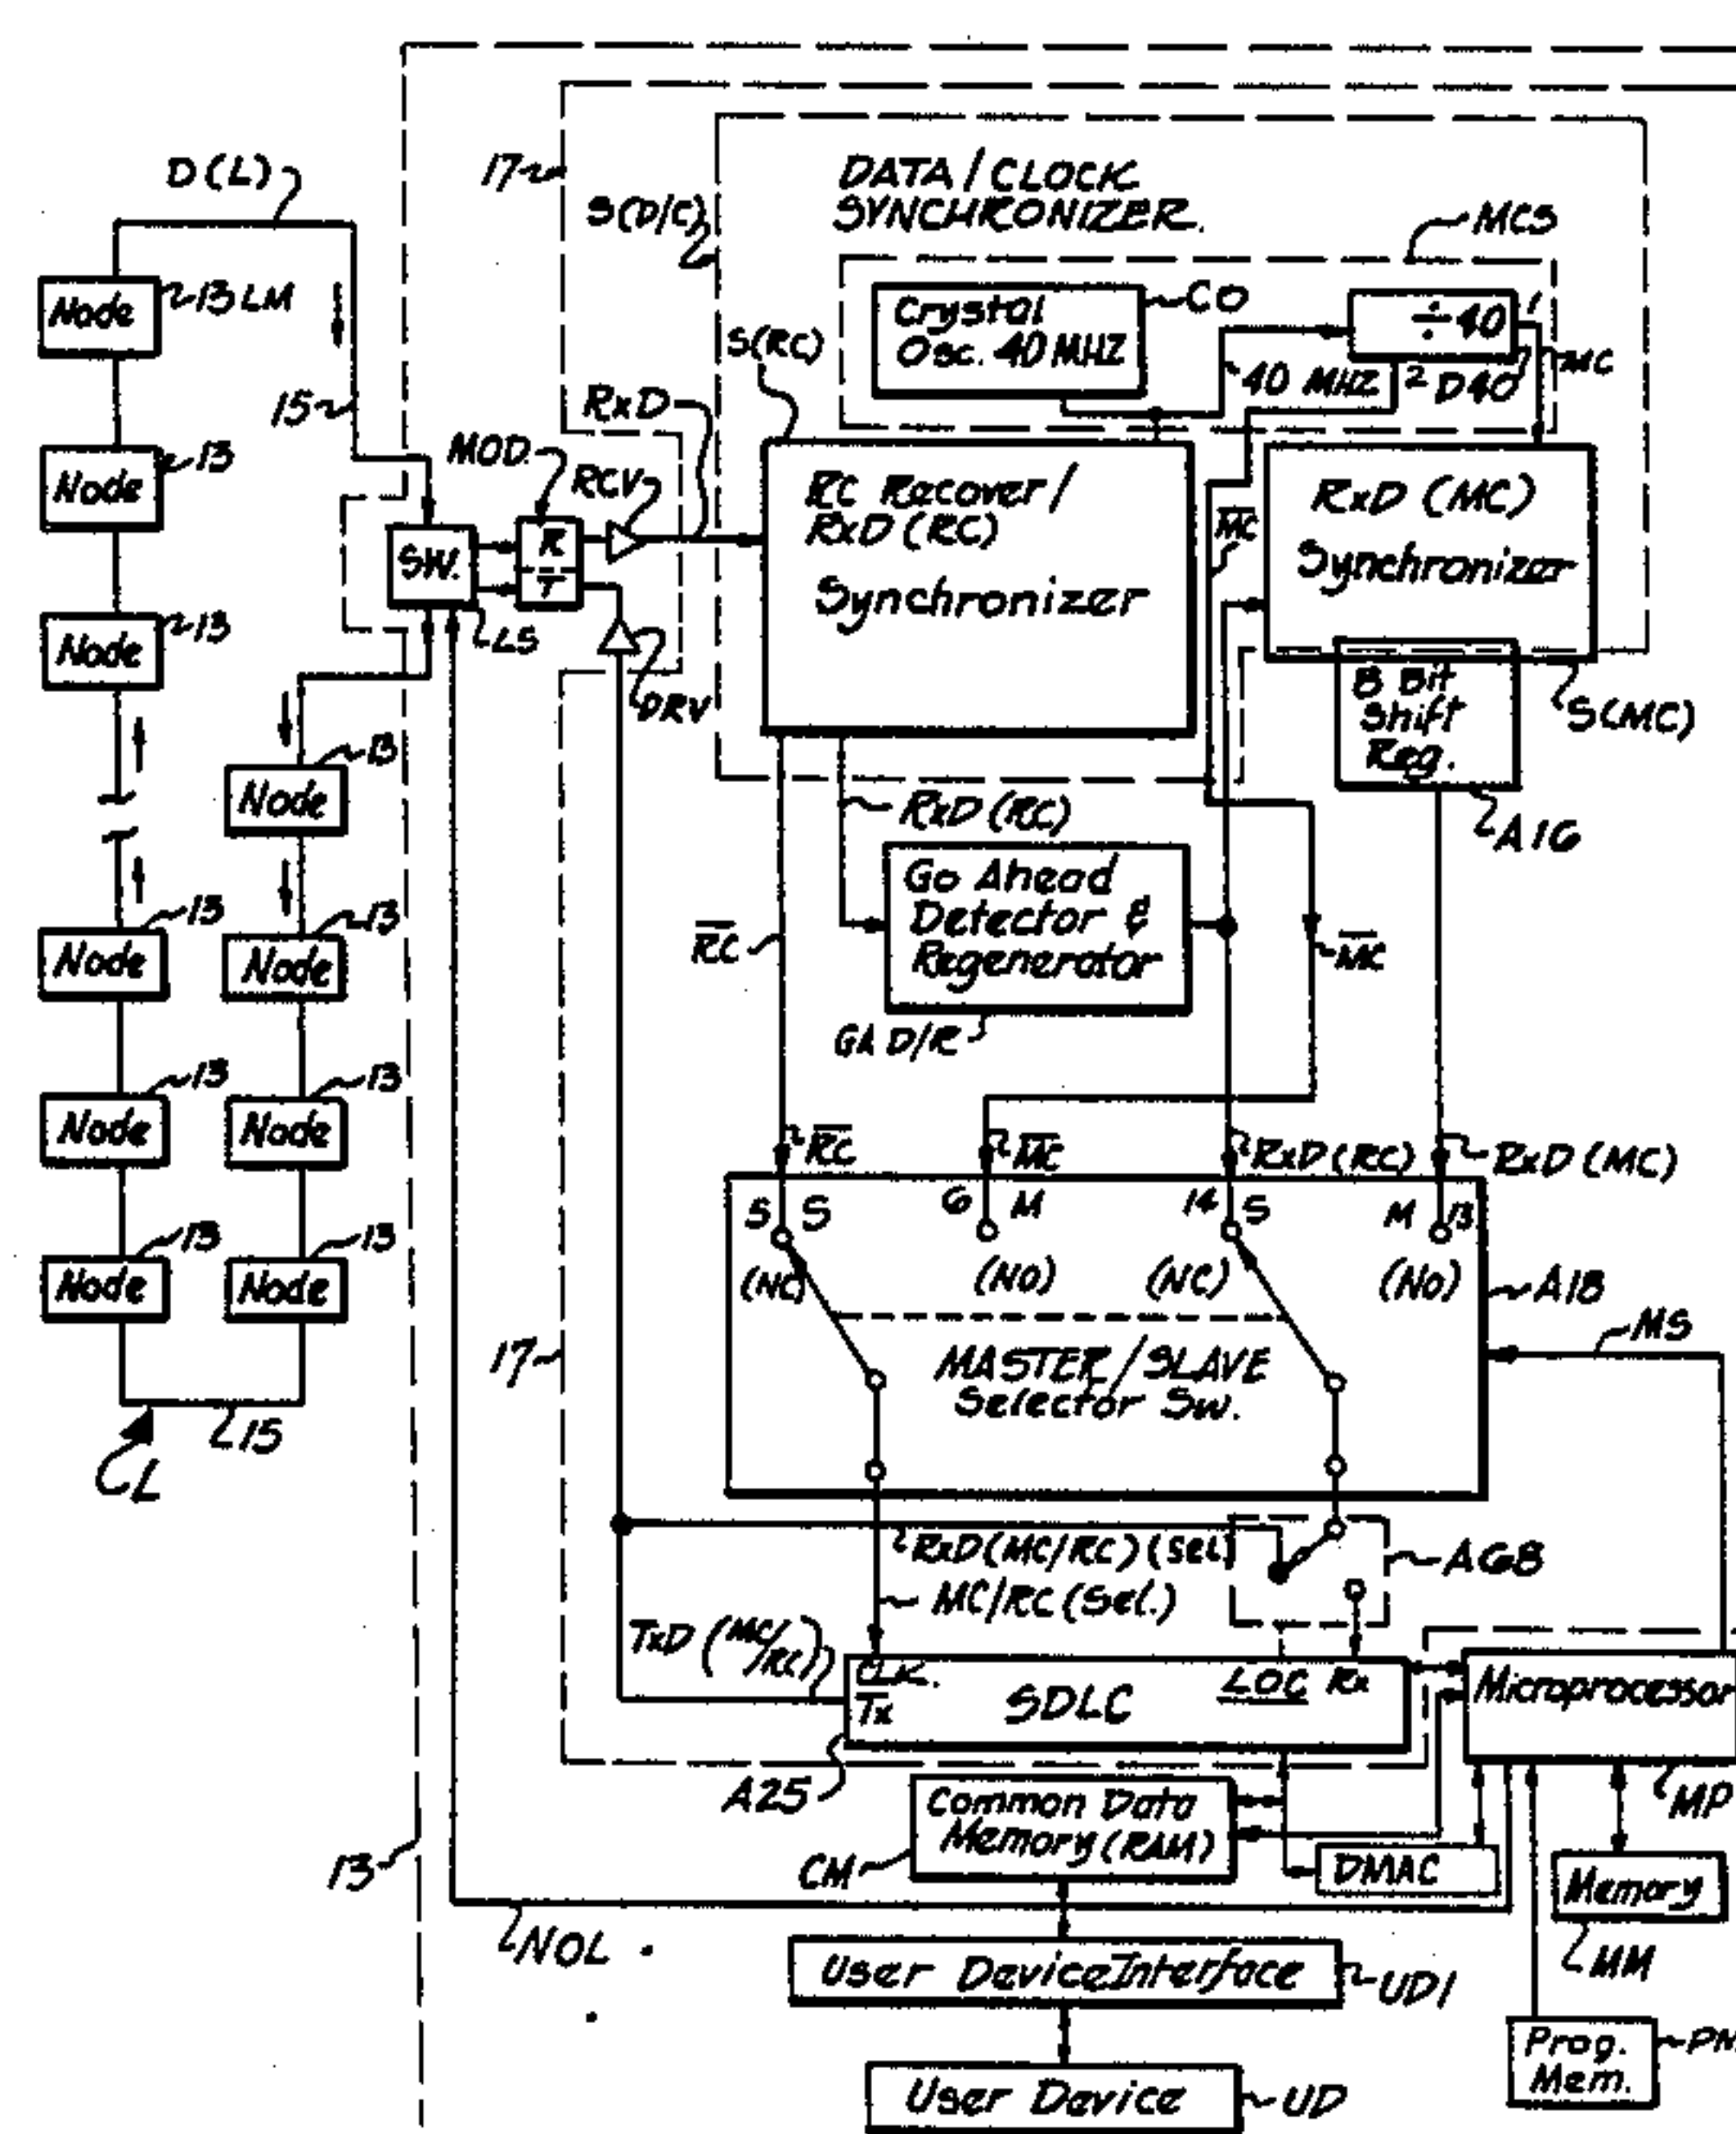 D(L)
17
S(D/C)
DATA/CLOCK
SYNCHRONIZER.
MCS
Node
13LM
Crystal
Osc. 40 MHZ
CO
÷40
1
MC
40 MHZ
2
D40
S(RC)
15
RxD
MOD.
RCV
Node
13
SW.
R
T
LS
DRV
RC Recover/
RxD (RC)
Synchronizer
MC
RxD (MC)
Synchronizer
8 Bit
Shift
Reg.
S(MC)
A16
Node
13
Node
13
RxD (RC)
Go Ahead
Detector &
Regenerator
RC
MC
GA D/R
Node
13
Node
13
Node
13
Node
13
Node
13
Node
13
15
CL
RC
MC
RxD (RC)
RxD (MC)
5 S
6 M
14 S
M 13
(NC)
(NO)
(NC)
(NO)
A18
MS
17
MASTER/SLAVE
Selector Sw.
RxD (MC/RC) (Sel)
AG8
MC/RC (Sel.)
TxD (MC/RC)
CLK.
Tx
SDLC
LOC Rx
Microprocessor
MP
A25
Common Data
Memory (RAM)
CM
DMAC
Memory
MM
13
NOL
User Device Interface
UDI
Prog.
Mem.
User Device
UD